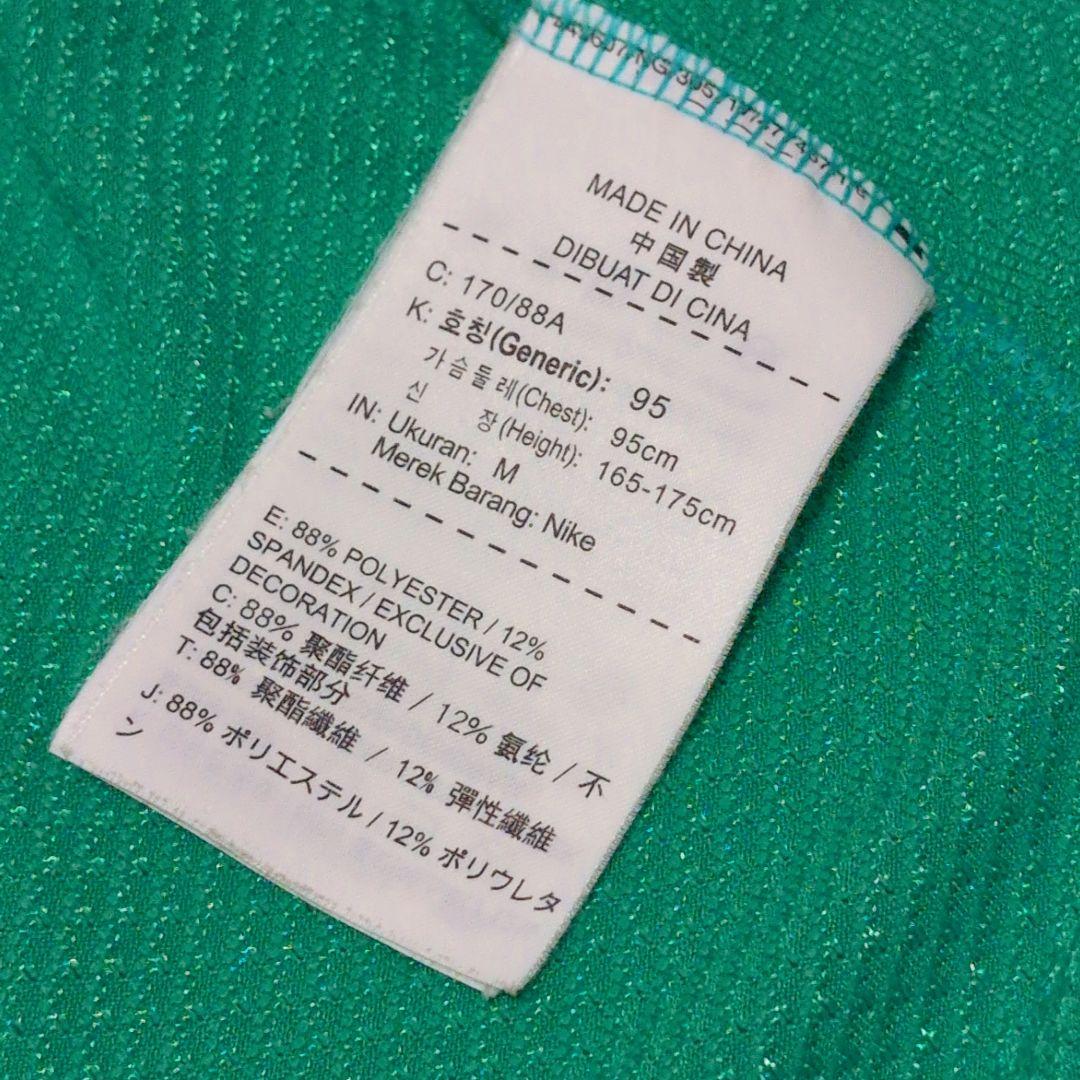 MADE IN CHINA
中国製
DIBUAT DI CINA
C: 170/88A
K: 호칭(Generic): 95
가슴둘레(Chest): 95cm
신 장(Height): 165-175cm
IN: Ukuran: M
Merek Barang: Nike
E: 88% POLYESTER / 12%
SPANDEX / EXCLUSIVE OF
DECORATION
C: 88% 聚酯纤维 / 12% 氨纶 / 不
包括装饰部分
T: 88% 聚酯纖維 / 12% 彈性纖維
J: 88% ポリエステル / 12% ポリウレタ
ン